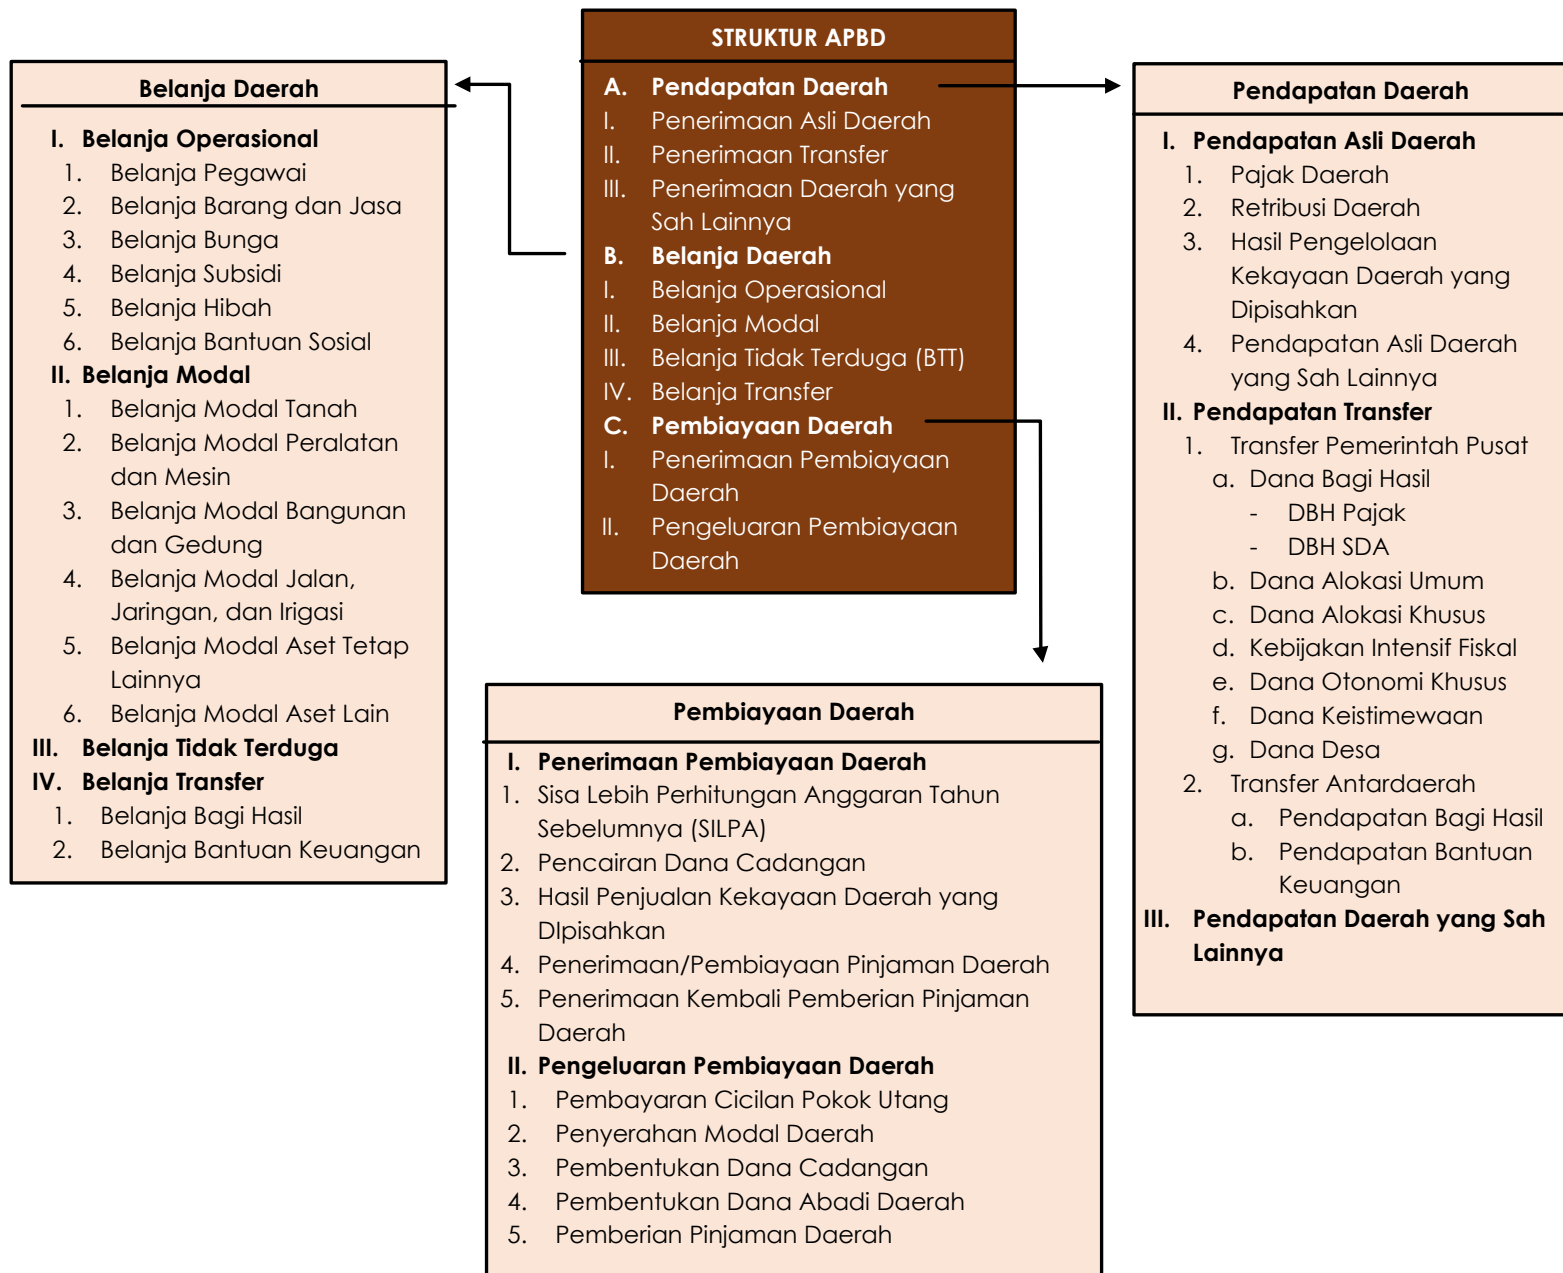 STRUKTUR APBD
A. Pendapatan Daerah
I. Penerimaan Asli Daerah
II. Penerimaan Transfer
III. Penerimaan Daerah yang
Sah Lainnya
B. Belanja Daerah
I. Belanja Operasional
II. Belanja Modal
III. Belanja Tidak Terduga (BTT)
IV. Belanja Transfer
C. Pembiayaan Daerah
I. Penerimaan Pembiayaan
Daerah
II. Pengeluaran Pembiayaan
Daerah
Belanja Daerah
I. Belanja Operasional
1. Belanja Pegawai
2. Belanja Barang dan Jasa
3. Belanja Bunga
4. Belanja Subsidi
5. Belanja Hibah
6. Belanja Bantuan Sosial
II. Belanja Modal
1. Belanja Modal Tanah
2. Belanja Modal Peralatan
dan Mesin
3. Belanja Modal Bangunan
dan Gedung
4. Belanja Modal Jalan,
Jaringan, dan Irigasi
5. Belanja Modal Aset Tetap
Lainnya
6. Belanja Modal Aset Lain
III. Belanja Tidak Terduga
IV. Belanja Transfer
1. Belanja Bagi Hasil
2. Belanja Bantuan Keuangan
Pendapatan Daerah
I. Pendapatan Asli Daerah
1. Pajak Daerah
2. Retribusi Daerah
3. Hasil Pengelolaan
Kekayaan Daerah yang
Dipisahkan
4. Pendapatan Asli Daerah
yang Sah Lainnya
II. Pendapatan Transfer
1. Transfer Pemerintah Pusat
a. Dana Bagi Hasil
- DBH Pajak
- DBH SDA
b. Dana Alokasi Umum
c. Dana Alokasi Khusus
d. Kebijakan Intensif Fiskal
e. Dana Otonomi Khusus
f. Dana Keistimewaan
g. Dana Desa
2. Transfer Antardaerah
a. Pendapatan Bagi Hasil
b. Pendapatan Bantuan
Keuangan
III. Pendapatan Daerah yang Sah
Lainnya
Pembiayaan Daerah
I. Penerimaan Pembiayaan Daerah
1. Sisa Lebih Perhitungan Anggaran Tahun
Sebelumnya (SILPA)
2. Pencairan Dana Cadangan
3. Hasil Penjualan Kekayaan Daerah yang
DIpisahkan
4. Penerimaan/Pembiayaan Pinjaman Daerah
5. Penerimaan Kembali Pemberian Pinjaman
Daerah
II. Pengeluaran Pembiayaan Daerah
1. Pembayaran Cicilan Pokok Utang
2. Penyerahan Modal Daerah
3. Pembentukan Dana Cadangan
4. Pembentukan Dana Abadi Daerah
5. Pemberian Pinjaman Daerah